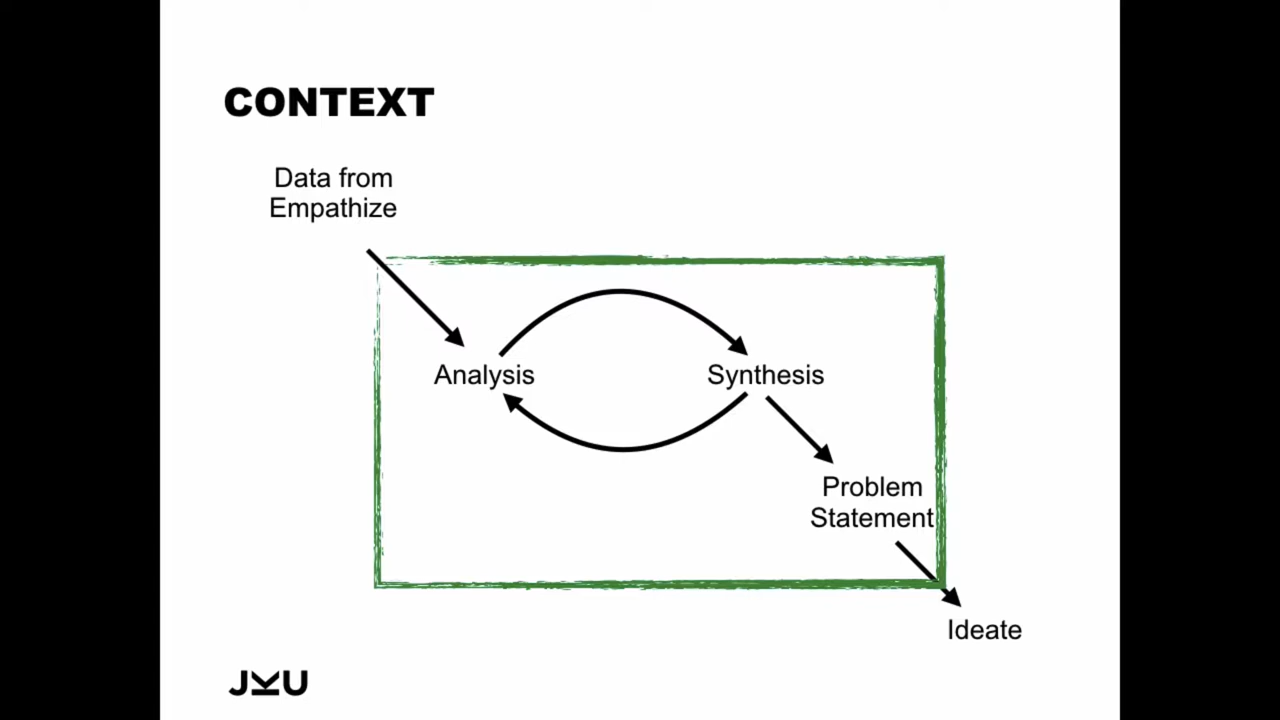 CONTEXT
Data from
Empathize
Analysis
Synthesis
Problem
Statement
Ideate
JKU